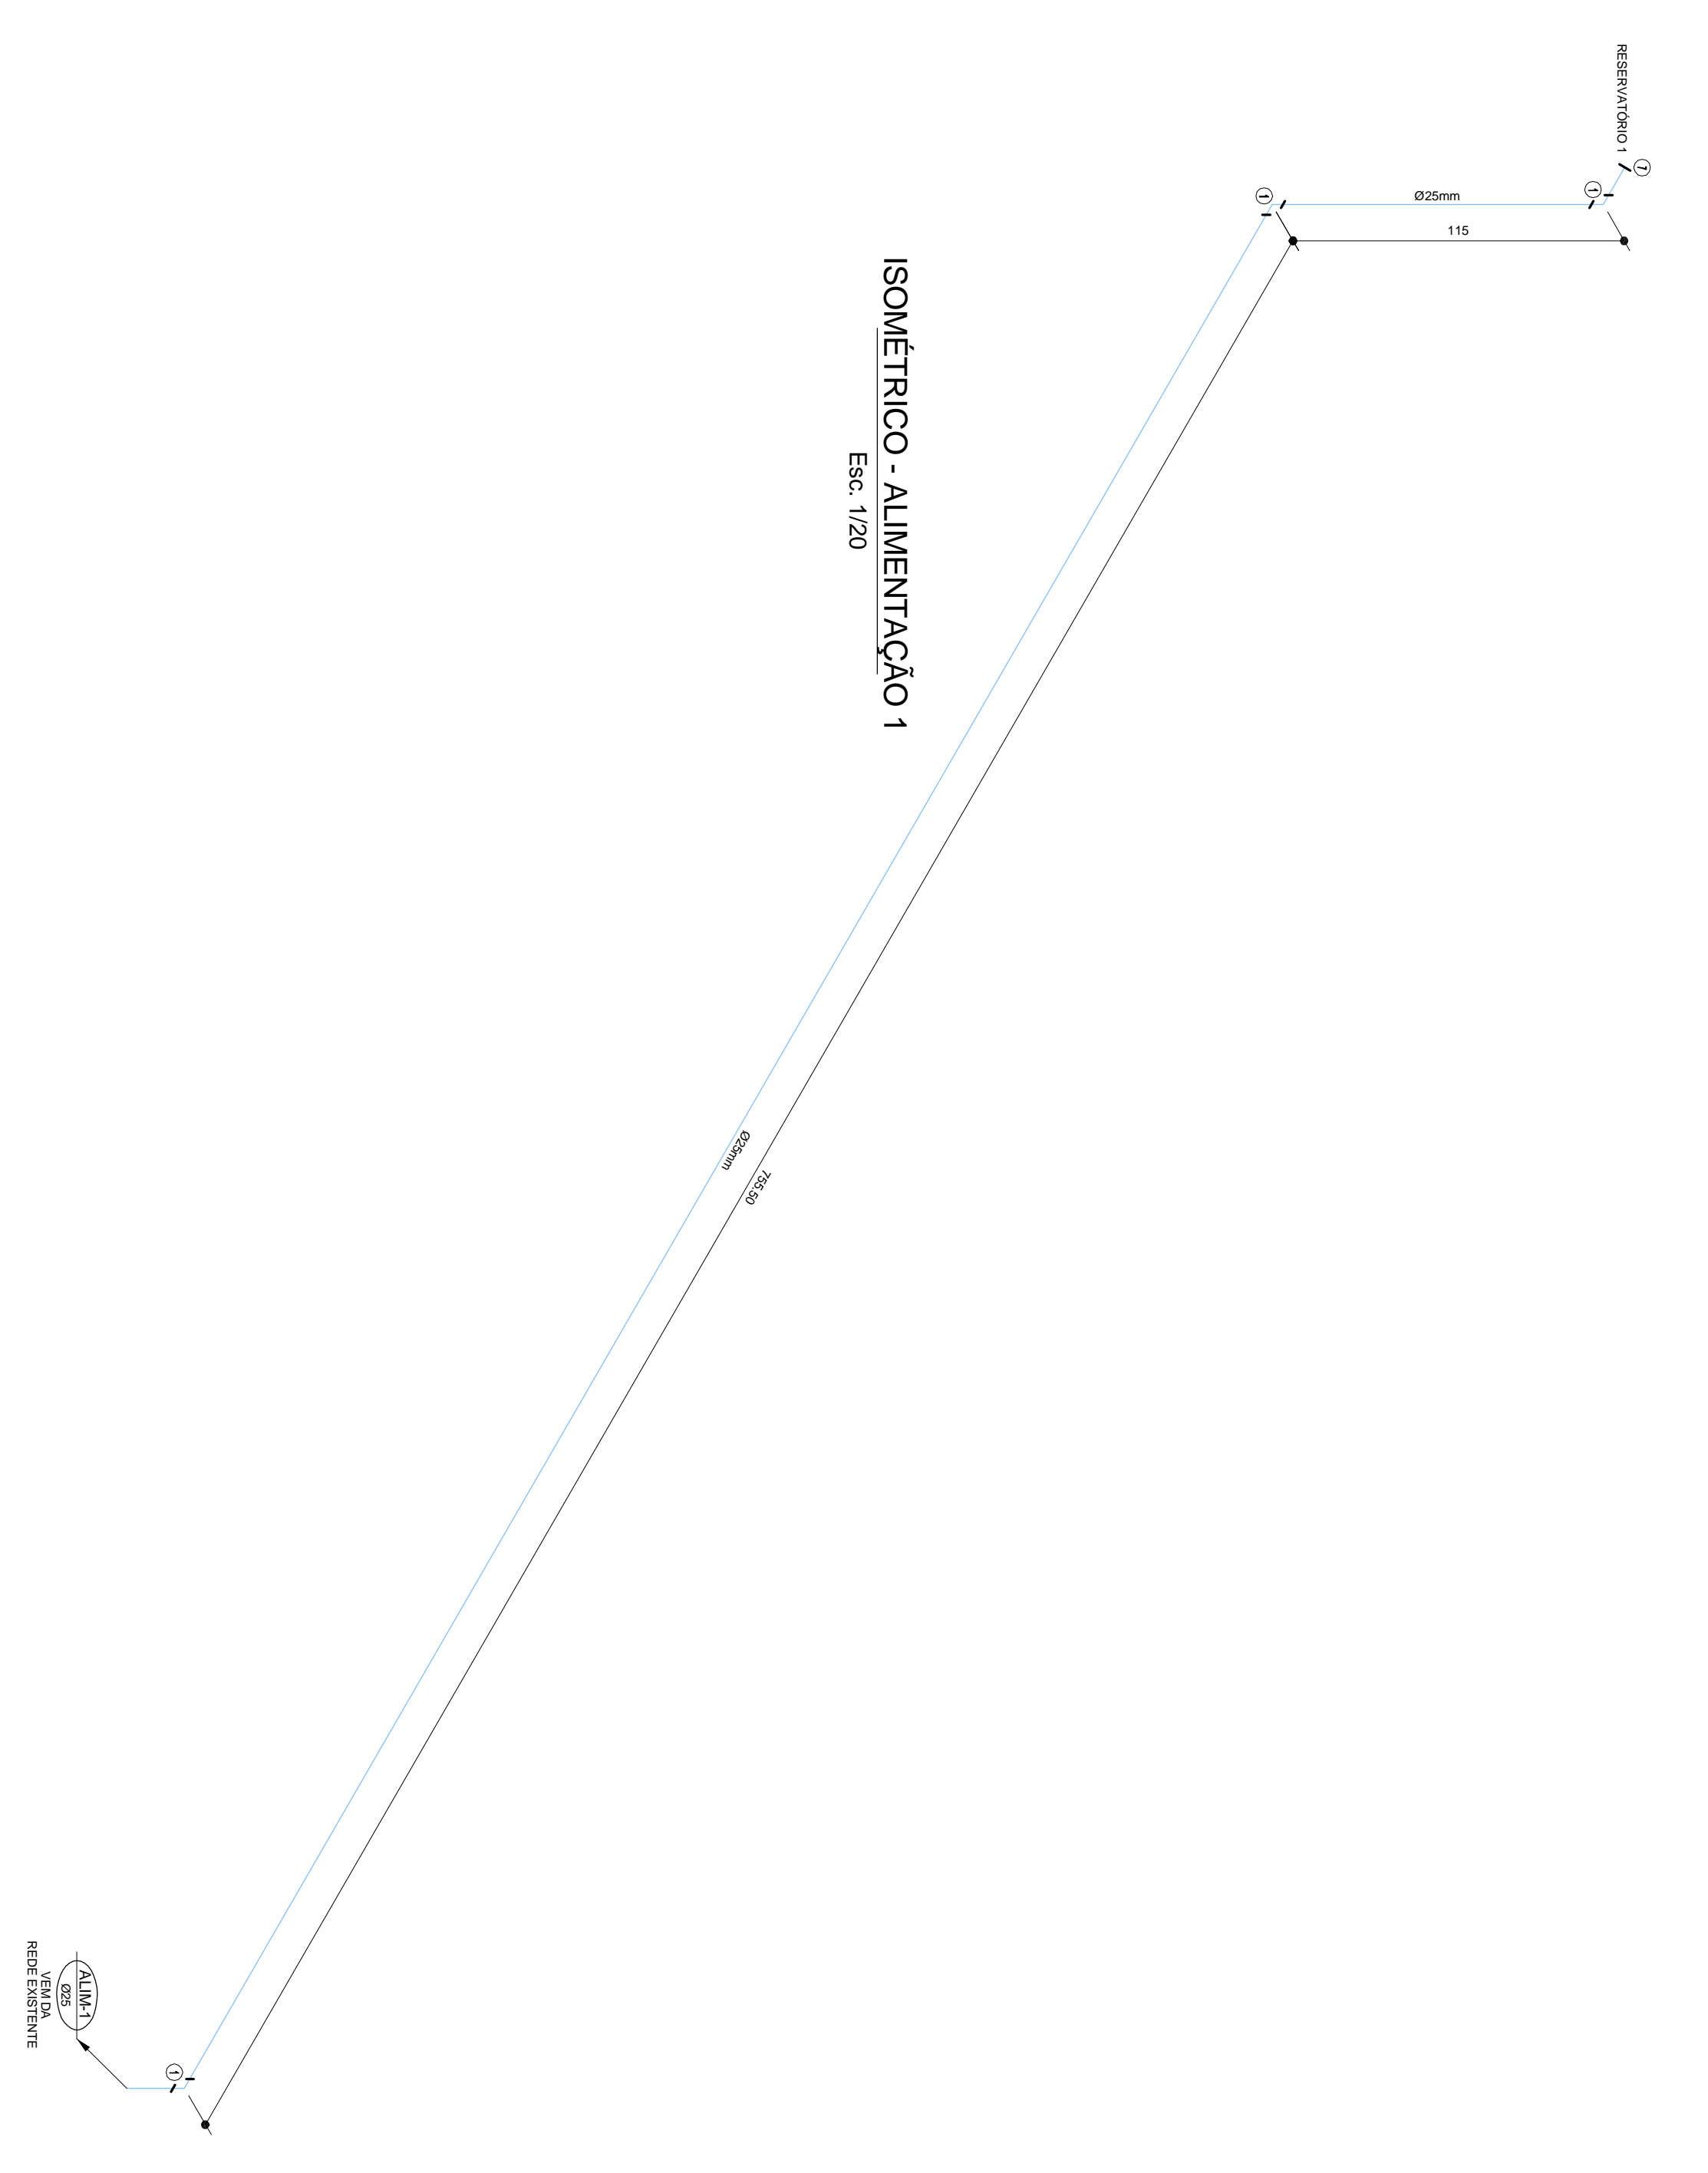 7
RESERVATÓRIO 1
1
Ø25mm
115
1
ISOMÉTRICO - ALIMENTAÇÃO 1
Esc. 1/20
755.50
Ø25mm
1
ALIM-1
Ø25
VEM DA
REDE EXISTENTE